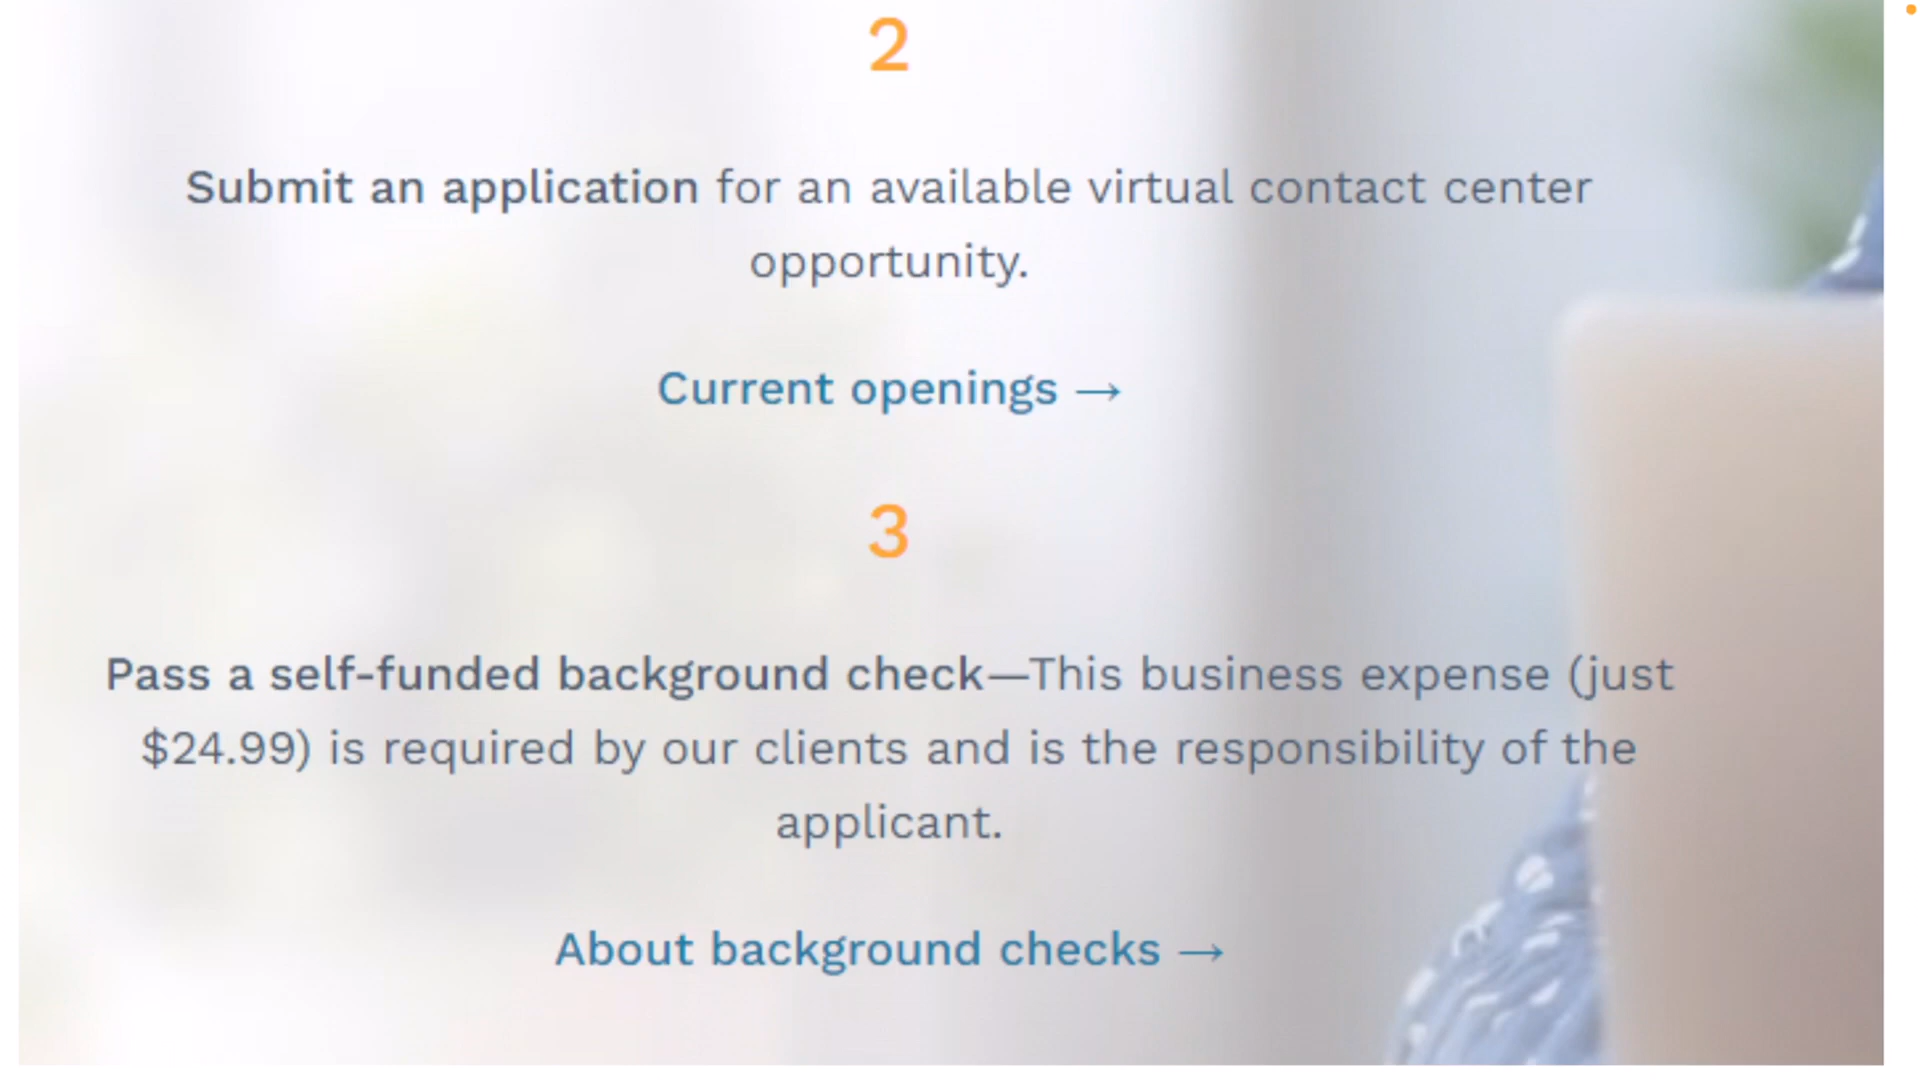 2
Submit an application for an available virtual contact center
opportunity.
Current openings →
3
Pass a self-funded background check—This business expense (just
$24.99) is required by our clients and is the responsibility of the
applicant.
About background checks →